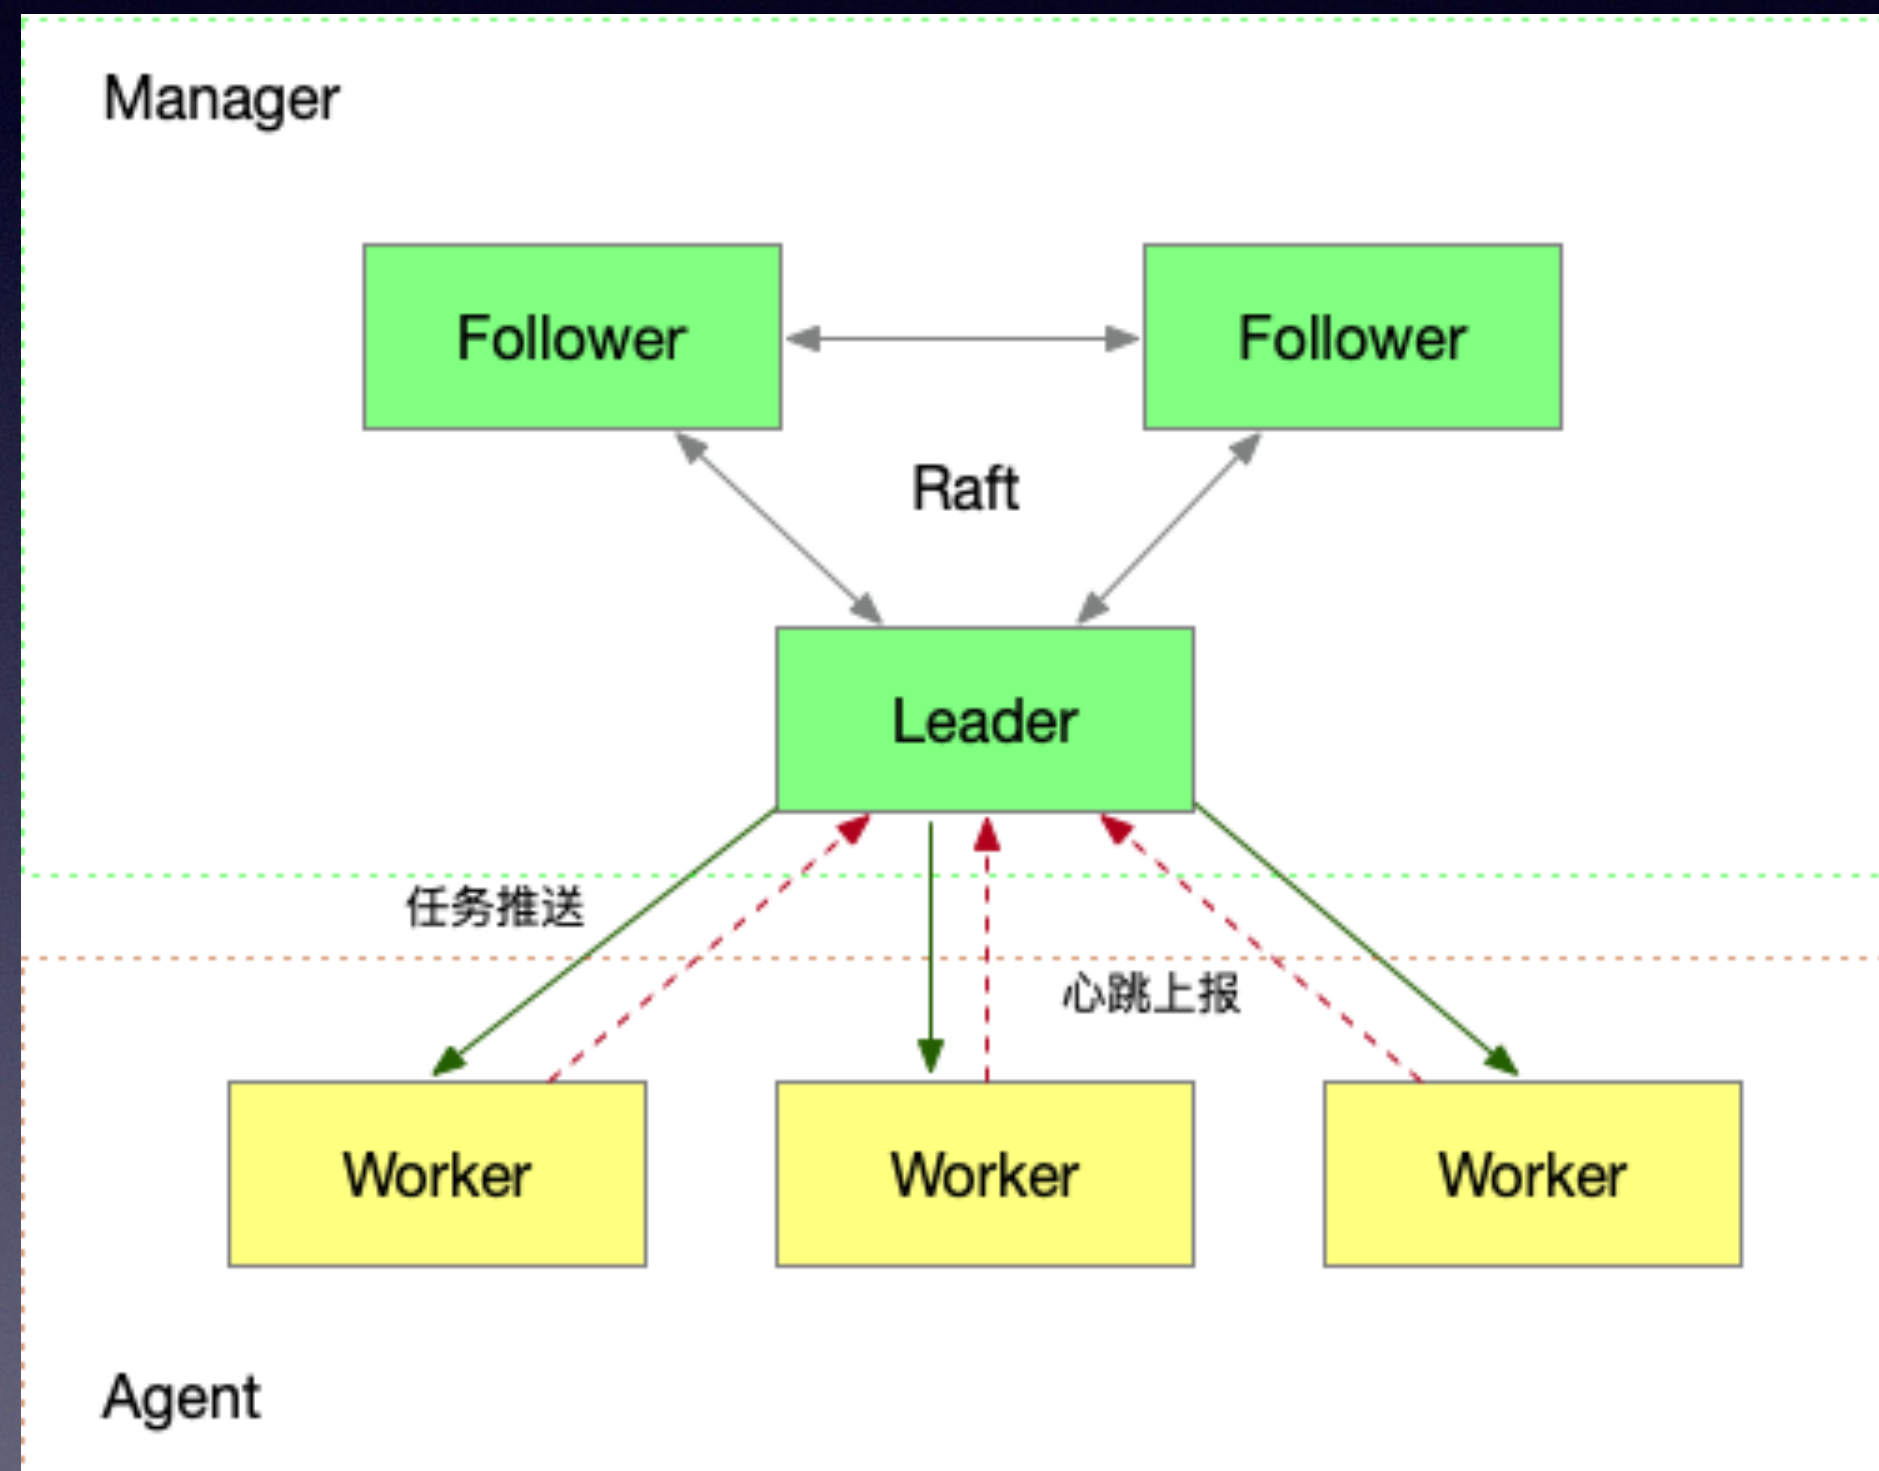 Manager
Follower
Follower
Raft
Leader
任务推送
心跳上报
Worker
Worker
Worker
Agent